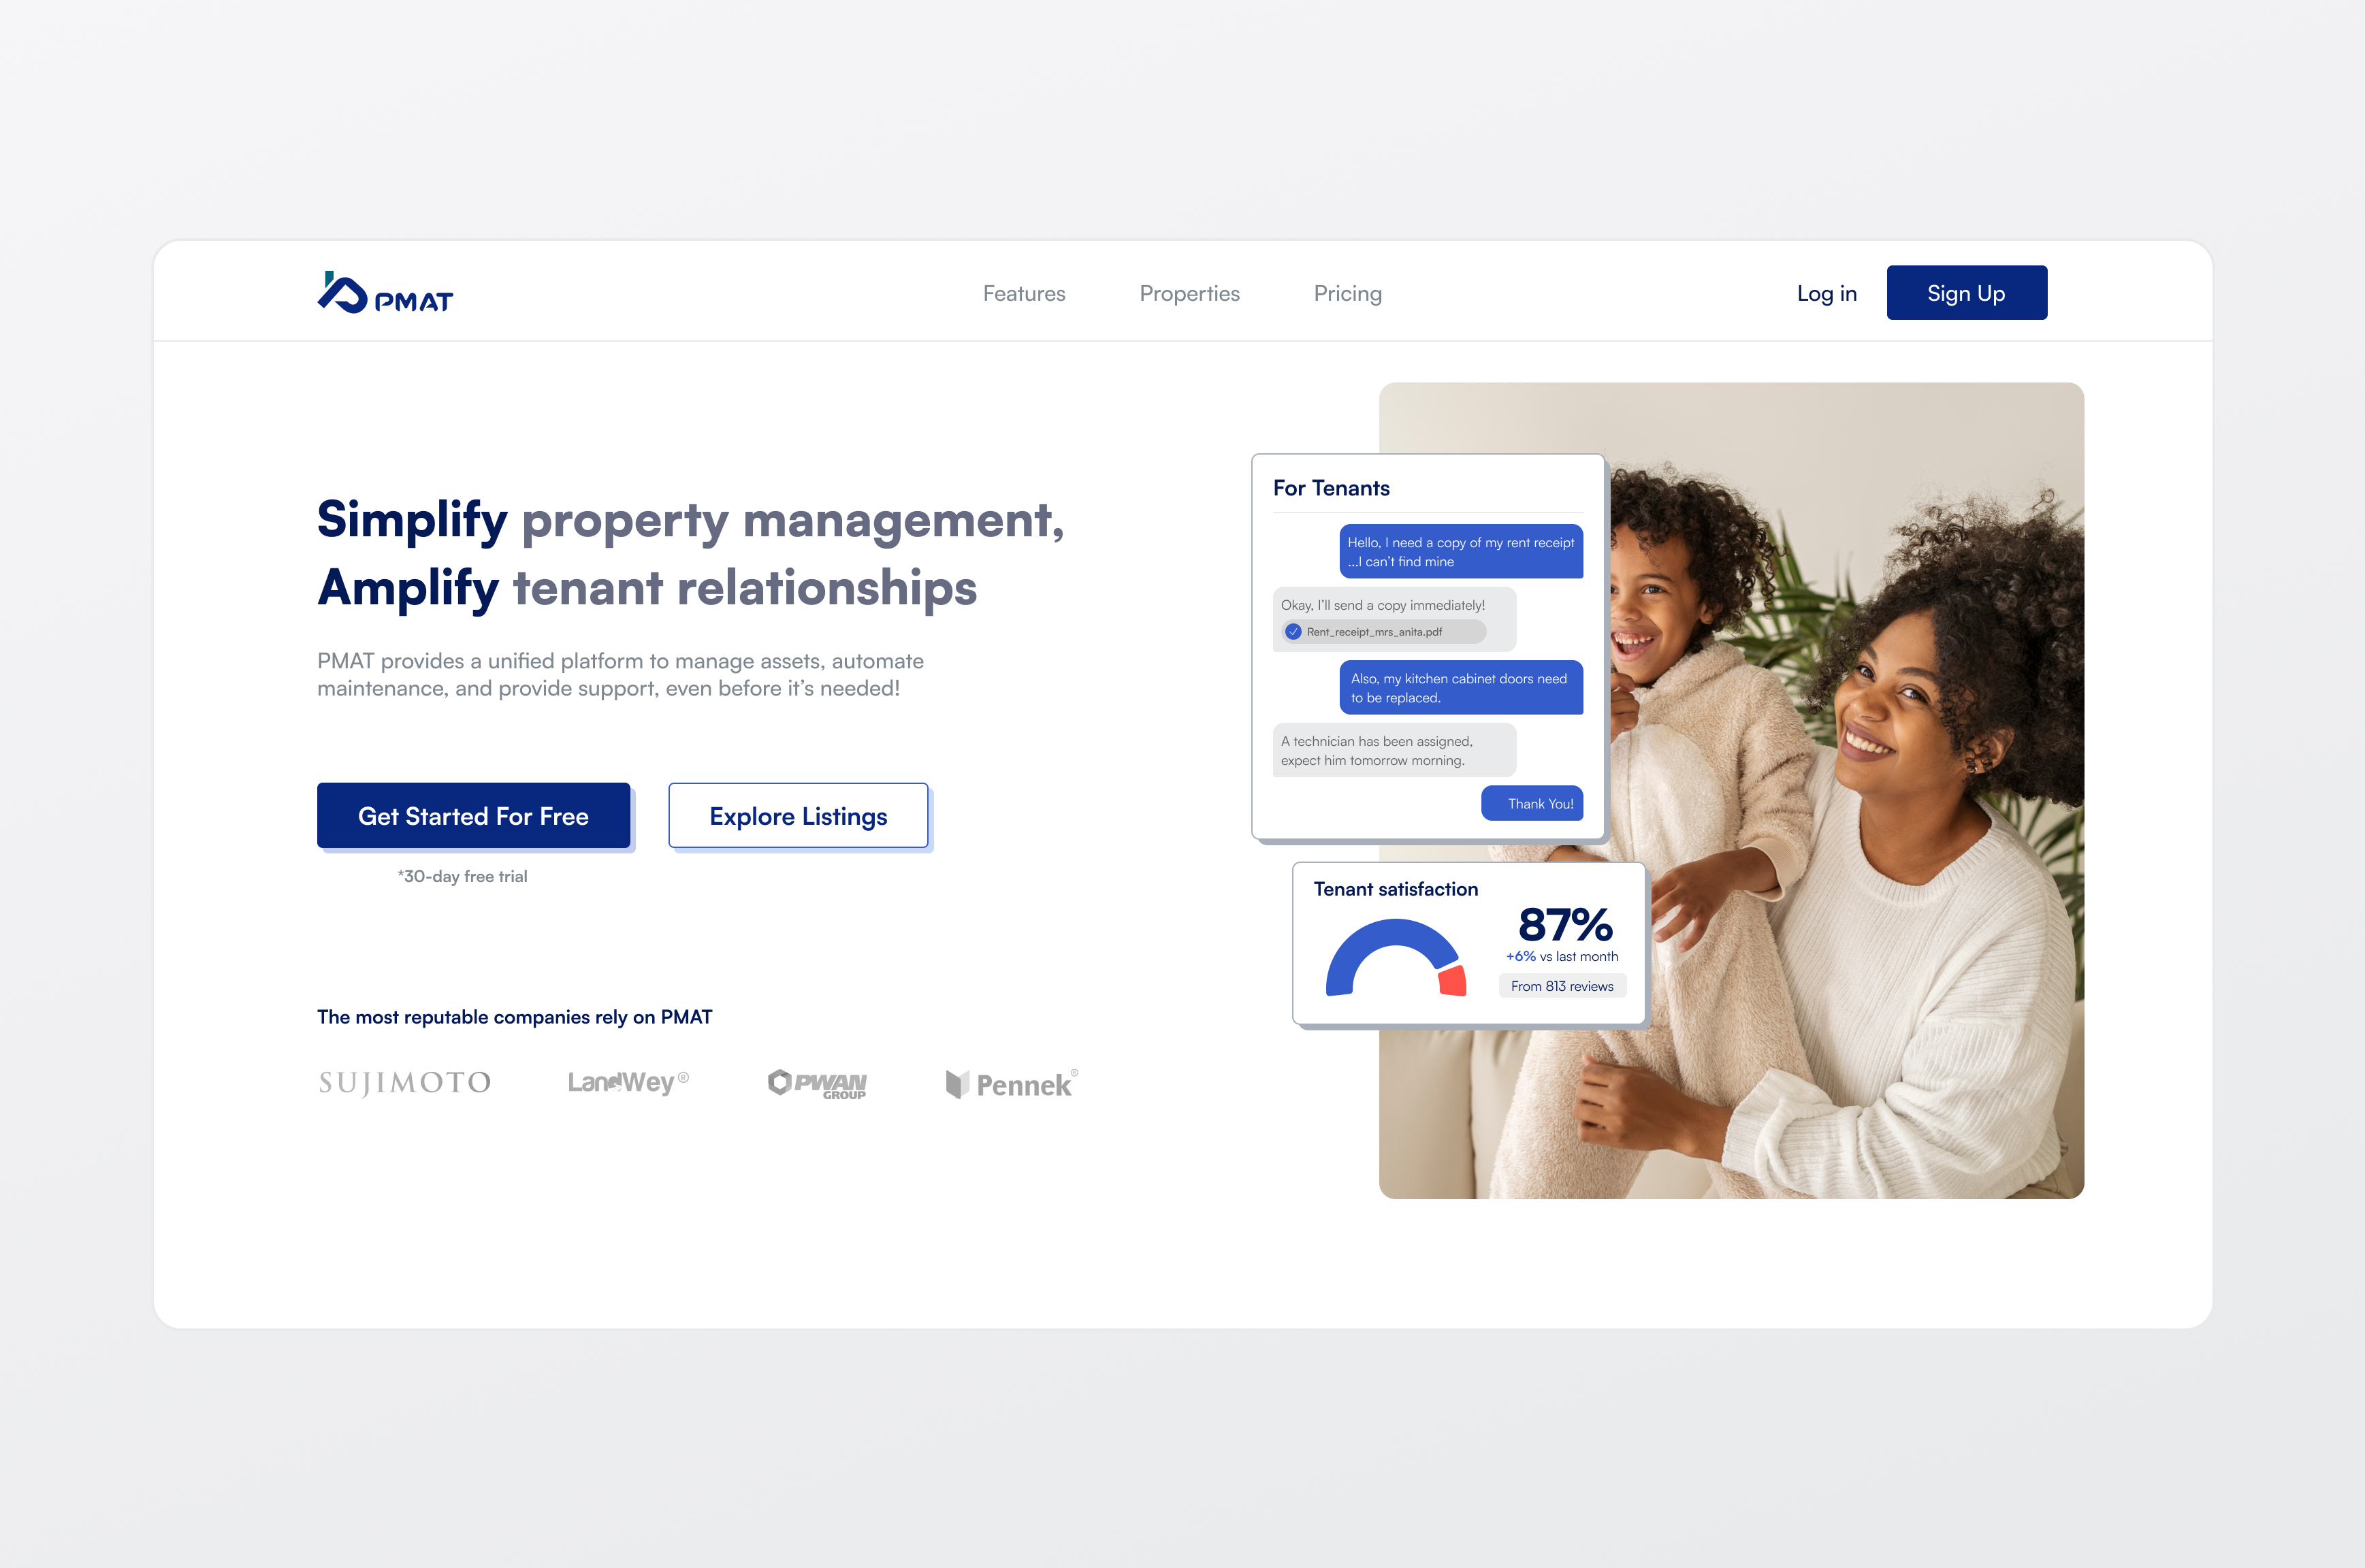 PMAT
Features
Properties
Pricing
Log in
Sign Up
Simplify property management,
Amplify tenant relationships
PMAT provides a unified platform to manage assets, automate
maintenance, and provide support, even before it’s needed!
Get Started For Free
Explore Listings
*30-day free trial
The most reputable companies rely on PMAT
SUJIMOTO
LandWey®
PWAN
GROUP
Pennek®
For Tenants
Hello, I need a copy of my rent receipt
...I can’t find mine
Okay, I’ll send a copy immediately!
Rent_receipt_mrs_anita.pdf
Also, my kitchen cabinet doors need
to be replaced.
A technician has been assigned,
expect him tomorrow morning.
Thank You!
Tenant satisfaction
87%
+6% vs last month
From 813 reviews